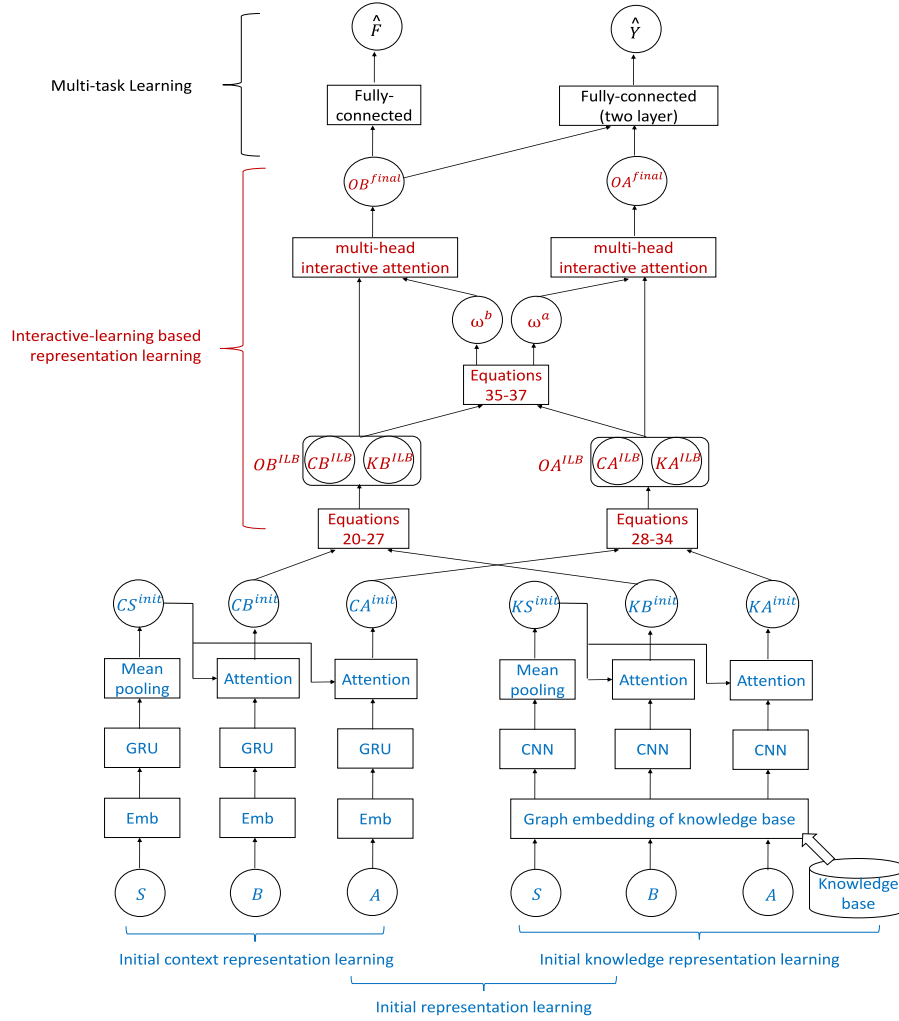 F̂
Ŷ
Multi-task Learning
Fully-
connected
Fully-connected
(two layer)
OB^final
OA^final
multi-head
interactive attention
multi-head
interactive attention
ω^b
ω^a
Interactive-learning based
representation learning
Equations
35-37
OB^ILB
CB^ILB
KB^ILB
OA^ILB
CA^ILB
KA^ILB
Equations
20-27
Equations
28-34
CS^init
CB^init
CA^init
KS^init
KB^init
KA^init
Mean
pooling
Attention
Attention
Mean
pooling
Attention
Attention
GRU
GRU
GRU
CNN
CNN
CNN
Emb
Emb
Emb
Graph embedding of knowledge base
S
B
A
S
B
A
Knowledge
base
Initial context representation learning
Initial knowledge representation learning
Initial representation learning